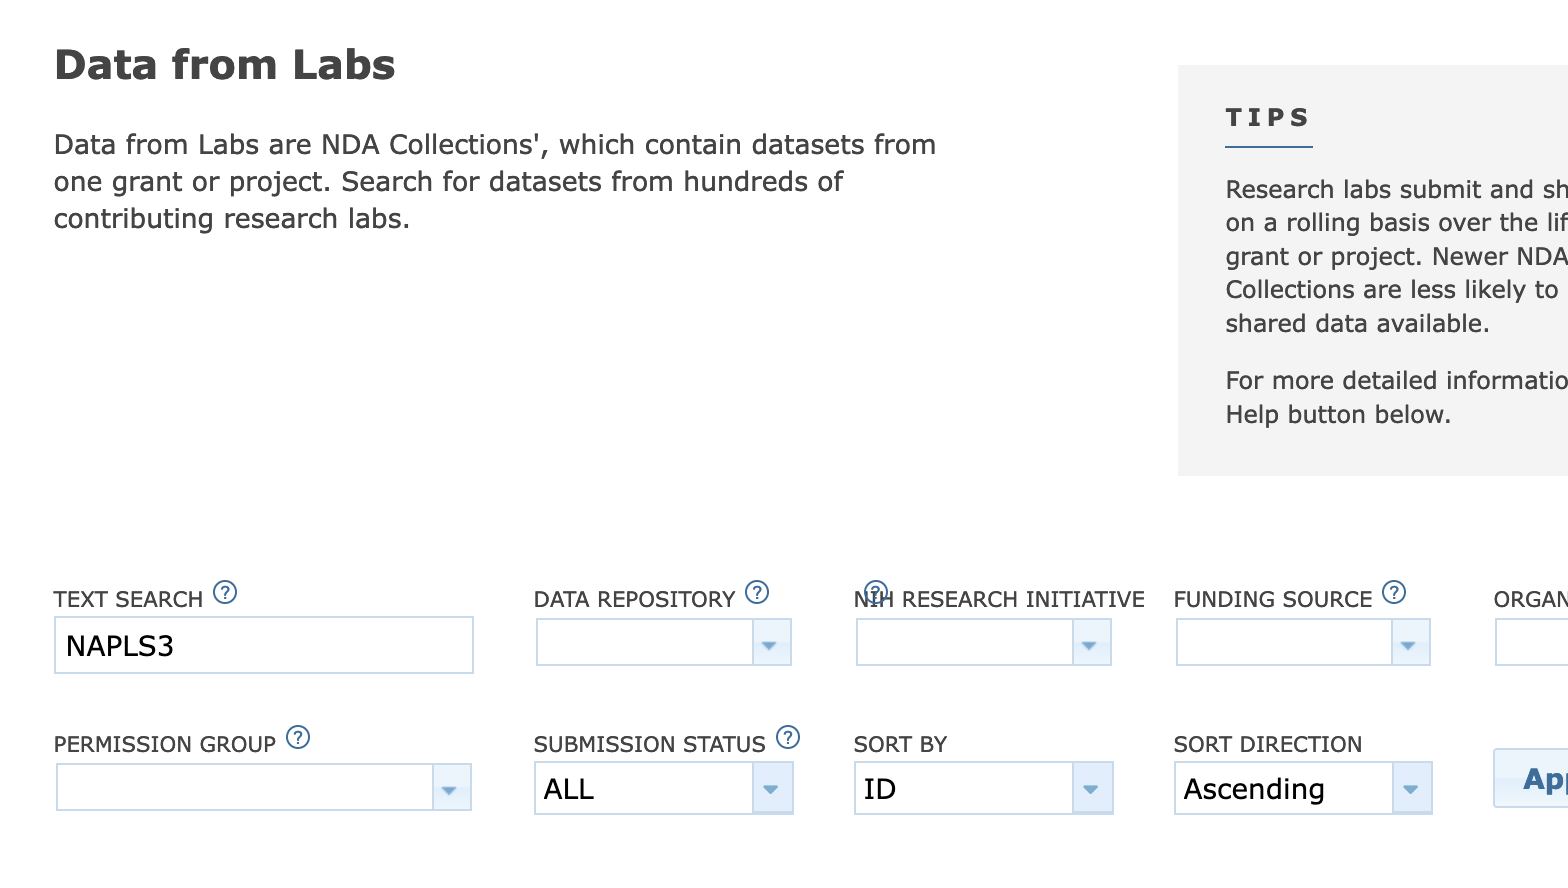 Data from Labs
Data from Labs are NDA Collections', which contain datasets from
one grant or project. Search for datasets from hundreds of
contributing research labs.
TIPS
Research labs submit and sh
on a rolling basis over the lif
grant or project. Newer NDA
Collections are less likely to
shared data available.
For more detailed informatio
Help button below.
TEXT SEARCH ? DATA REPOSITORY ? NIH RESEARCH INITIATIVE ? FUNDING SOURCE ? ORGAN
NAPLS3
PERMISSION GROUP ? SUBMISSION STATUS ? SORT BY SORT DIRECTION
ALL ID Ascending App